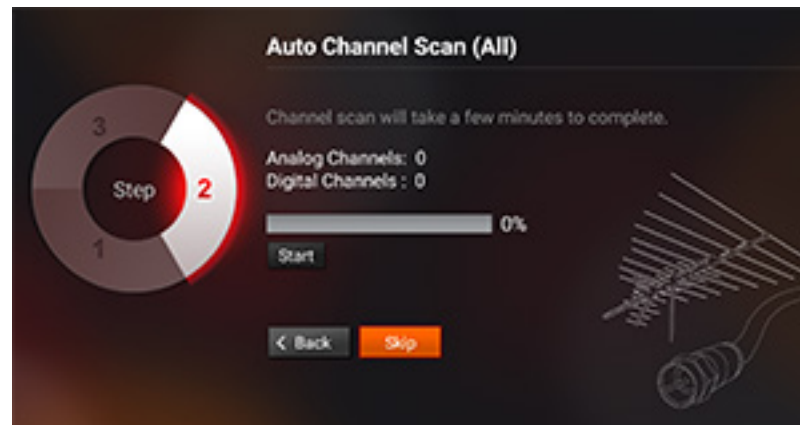 Auto Channel Scan (All)
Channel scan will take a few minutes to complete.
3
Step
2
1
Analog Channels: 0
Digital Channels : 0
0%
Start
< Back
Skip